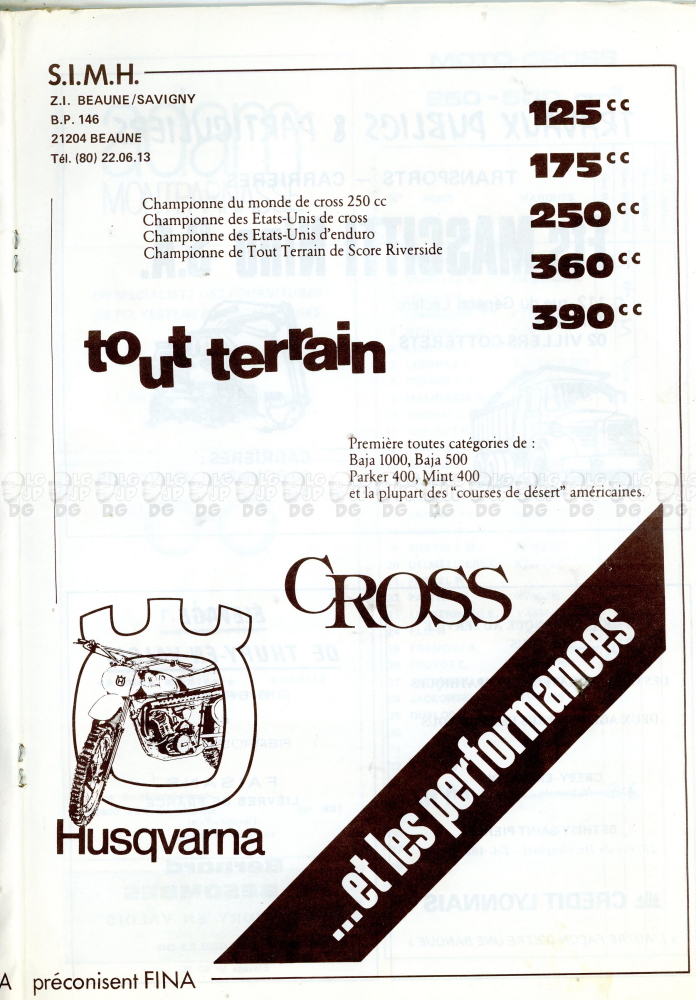 S.I.M.H.
Z.I. BEAUNE/SAVIGNY
B.P. 146
21204 BEAUNE
Tél. (80) 22.06.13
125cc
175cc
250cc
360cc
390cc
Championne du monde de cross 250 cc
Championne des Etats-Unis de cross
Championne des Etats-Unis d'enduro
Championne de Tout Terrain de Score Riverside
tout terrain
Première toutes catégories de :
Baja 1000, Baja 500
Parker 400, Mint 400
et la plupart des "courses de désert" américaines.
CROSS
...et les performances
Husqvarna
A préconisent FINA